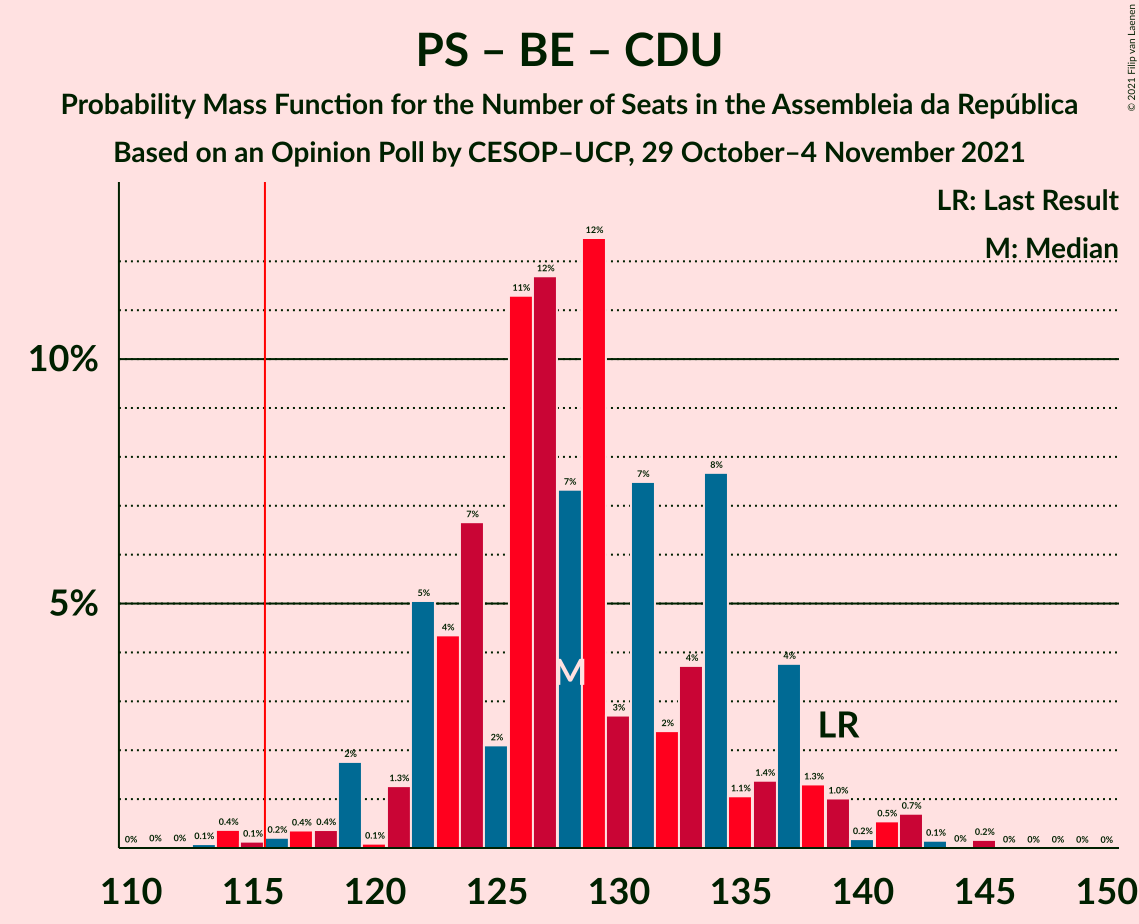 PS – BE – CDU
Probability Mass Function for the Number of Seats in the Assembleia da República
Based on an Opinion Poll by CESOP–UCP, 29 October–4 November 2021
© 2021 Filip van Laenen
LR: Last Result
M: Median
10%
5%
0% 0% 0% 0.1% 0.4% 0.1% 0.2% 0.4% 0.4% 2% 0.1% 1.3% 5% 4% 7% 2% 11% 12% 7% 12% 3% 7% 2% 4% 8% 1.1% 1.4% 4% 1.3% 1.0% 0.2% 0.5% 0.7% 0.1% 0% 0.2% 0% 0% 0% 0% 0%
M
LR
110 115 120 125 130 135 140 145 150